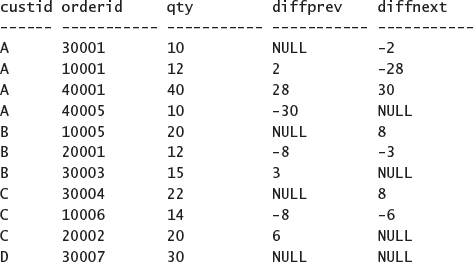 custid orderid     qty         diffprev    diffnext
------ ----------- ----------- ----------- -----------
A      30001       10          NULL        -2
A      10001       12          2           -28
A      40001       40          28          30
A      40005       10          -30         NULL
B      10005       20          NULL        8
B      20001       12          -8          -3
B      30003       15          3           NULL
C      30004       22          NULL        8
C      10006       14          -8          -6
C      20002       20          6           NULL
D      30007       30          NULL        NULL